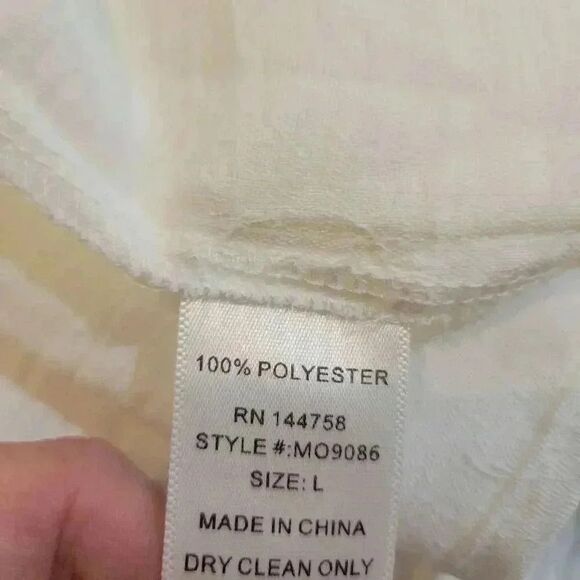 100% POLYESTER
RN 144758
STYLE #:MO9086
SIZE: L
MADE IN CHINA
DRY CLEAN ONLY